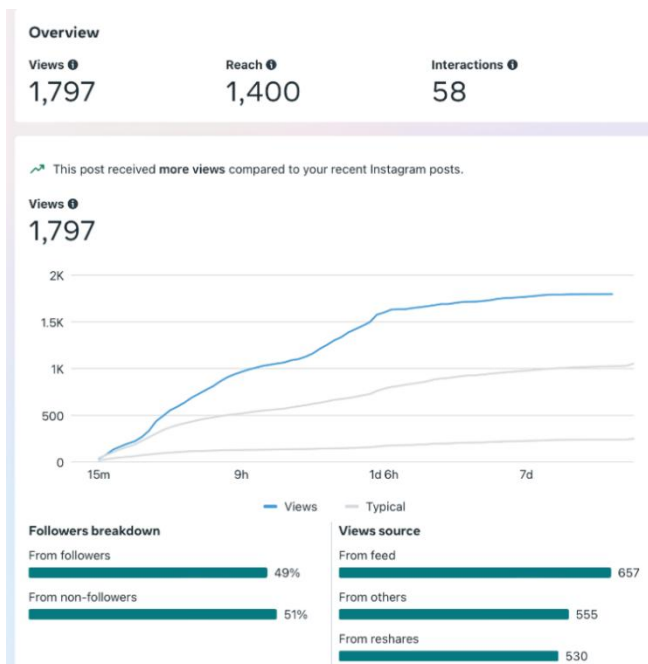 Overview
Views Reach Interactions
1,797 1,400 58
This post received more views compared to your recent Instagram posts.
Views
1,797
2K
1.5K
1K
500
0
15m 9h 1d 6h 7d
Views Typical
Followers breakdown
From followers
49%
From non-followers
51%
Views source
From feed
657
From others
555
From reshares
530